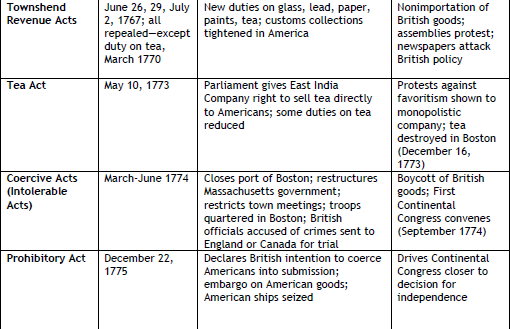 Townshend
Revenue Acts
June 26, 29, July
2, 1767; all
repealed—except
duty on tea,
March 1770
New duties on glass, lead, paper,
paints, tea; customs collections
tightened in America
Nonimportation of
British goods;
assemblies protest;
newspapers attack
British policy
Tea Act
May 10, 1773
Parliament gives East India
Company right to sell tea directly
to Americans; some duties on tea
reduced
Protests against
favoritism shown to
monopolistic
company; tea
destroyed in Boston
(December 16,
1773)
Coercive Acts
(Intolerable
Acts)
March-June 1774
Closes port of Boston; restructures
Massachusetts government;
restricts town meetings; troops
quartered in Boston; British
officials accused of crimes sent to
England or Canada for trial
Boycott of British
goods; First
Continental
Congress convenes
(September 1774)
Prohibitory Act
December 22,
1775
Declares British intention to coerce
Americans into submission;
embargo on American goods;
American ships seized
Drives Continental
Congress closer to
decision for
independence